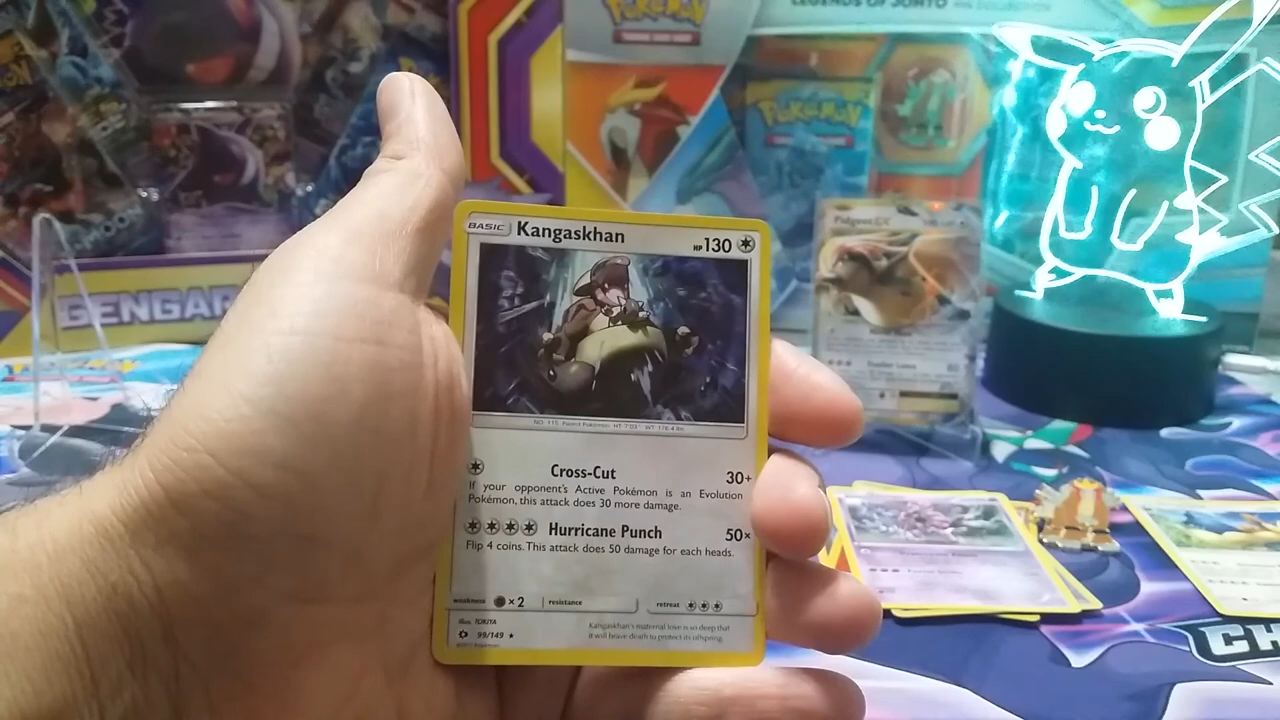 POKÉMON
LEGENDS OF JOHTO
Pokémon
GENGAR
Pidgeot EX
BASIC
Kangaskhan
HP 130
NO. 115 Parent Pokémon HT: 7'03" WT: 176.4 lbs.
Cross-Cut 30+
If your opponent's Active Pokémon is an Evolution
Pokémon, this attack does 30 more damage.
Hurricane Punch 50×
Flip 4 coins. This attack does 50 damage for each heads.
weakness ×2 resistance retreat
Illus. TOKIYA
99/149 ★
Kangaskhan's maternal love is so deep that
it will brave death to protect its offspring.
CH